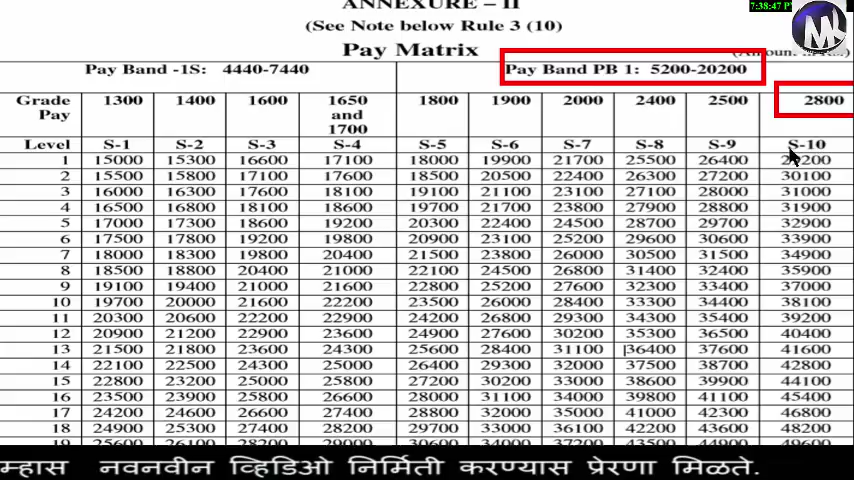 ANNEXURE – II
7:38:47
(See Note below Rule 3 (10)
Pay Matrix
Pay Band -1S: 4440-7440 Pay Band PB 1: 5200-20200
Grade Pay 1300 1400 1600 1650 and 1700 1800 1900 2000 2400 2500 2800
Level S-1 S-2 S-3 S-4 S-5 S-6 S-7 S-8 S-9 S-10
1 15000 15300 16600 17100 18000 19900 21700 25500 26400
2 15500 15800 17100 17600 18500 20500 22400 26300 27200 30100
3 16000 16300 17600 18100 19100 21100 23100 27100 28000 31000
4 16500 16800 18100 18600 19700 21700 23800 27900 28800 31900
5 17000 17300 18600 19200 20300 22400 24500 28700 29700 32900
6 17500 17800 19200 19800 20900 23100 25200 29600 30600 33900
7 18000 18300 19800 20400 21500 23800 26000 30500 31500 34900
8 18500 18800 20400 21000 22100 24500 26800 31400 32400 35900
9 19100 19400 21000 21600 22800 25200 27600 32300 33400 37000
10 19700 20000 21600 22200 23500 26000 28400 33300 34400 38100
11 20300 20600 22200 22900 24200 26800 29300 34300 35400 39200
12 20900 21200 22900 23600 24900 27600 30200 35300 36500 40400
13 21500 21800 23600 24300 25600 28400 31100 36400 37600 41600
14 22100 22500 24300 25000 26400 29300 32000 37500 38700 42800
15 22800 23200 25000 25800 27200 30200 33000 38600 39900 44100
16 23500 23900 25800 26600 28000 31100 34000 39800 41100 45400
17 24200 24600 26600 27400 28800 32000 35000 41000 42300 46800
18 24900 25300 27400 28200 29700 33000 36100 42200 43600 48200
19 25600 26100 28200 29000 30600 34000 37200 43500 44900 49600
म्हास नवनवीन व्हिडिओ निर्मिती करण्यास प्रेरणा मिळते.